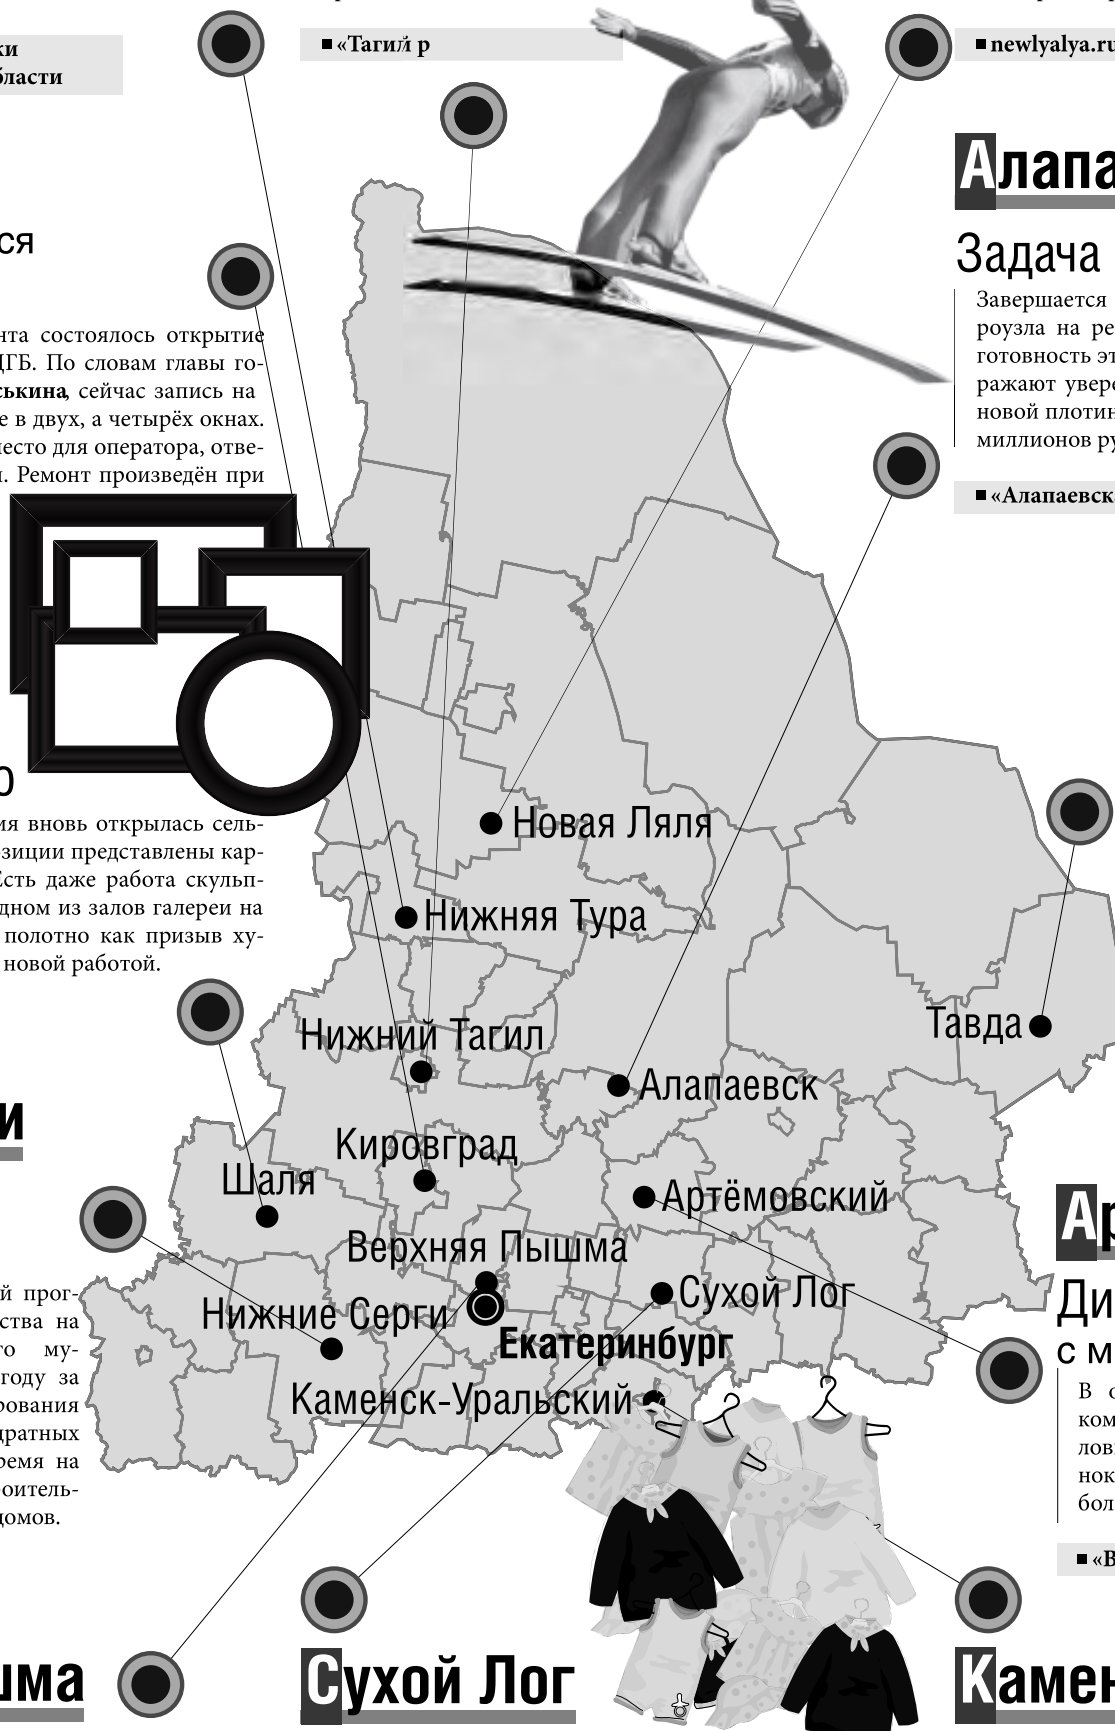 ки
бласти
■ «Тагил р
■ newlyalya.ru
Алапа
ся
Задача
Завершается
роузла на ре
готовность эт
ражают увере
новой плотин
миллионов ру
■ «Алапаевск
нта состоялось открытие
ЦГБ. По словам главы го-
ськина, сейчас запись на
е в двух, а четырёх окнах.
место для оператора, отве-
. Ремонт произведён при
о
ия вновь открылась сель-
зиции представлены кар-
Есть даже работа скульп-
дном из залов галереи на
полотно как призыв ху-
новой работой.
Новая Ляля
Нижняя Тура
Тавда
Нижний Тагил
Алапаевск
Кировград
Шаля
Артёмовский
Верхняя Пышма
Сухой Лог
Нижние Серги
Екатеринбург
Каменск-Уральский
и
й прог-
ства на
го му-
году за
рования
дратных
ремя на
оитель-
домов.
Ар
Ди
с м
В о
ком
лов
нок
бол
■ «В
шма
Сухой Лог
Камен